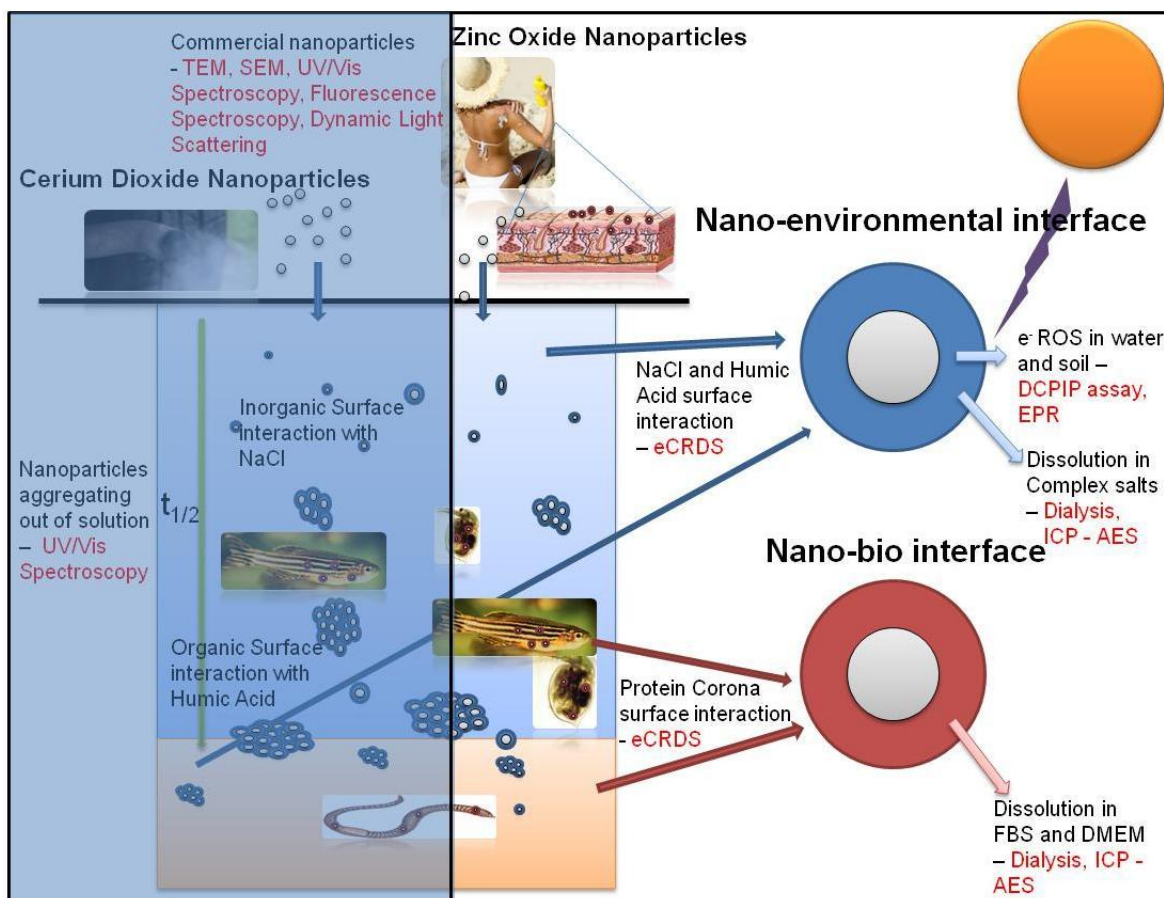 Commercial nanoparticles
- TEM, SEM, UV/Vis
Spectroscopy, Fluorescence
Spectroscopy, Dynamic Light
Scattering
Cerium Dioxide Nanoparticles
Zinc Oxide Nanoparticles
Nano-environmental interface
Inorganic Surface
Interaction with
NaCl
Nanoparticles
aggregating
out of solution
– UV/Vis
Spectroscopy
t1/2
Organic Surface
interaction with
Humic Acid
NaCl and Humic
Acid surface
interaction
– eCRDS
e- ROS in water
and soil –
DCPIP assay,
EPR
Dissolution in
Complex salts
– Dialysis,
ICP - AES
Nano-bio interface
Protein Corona
surface interaction
- eCRDS
Dissolution in
FBS and DMEM
– Dialysis, ICP -
AES